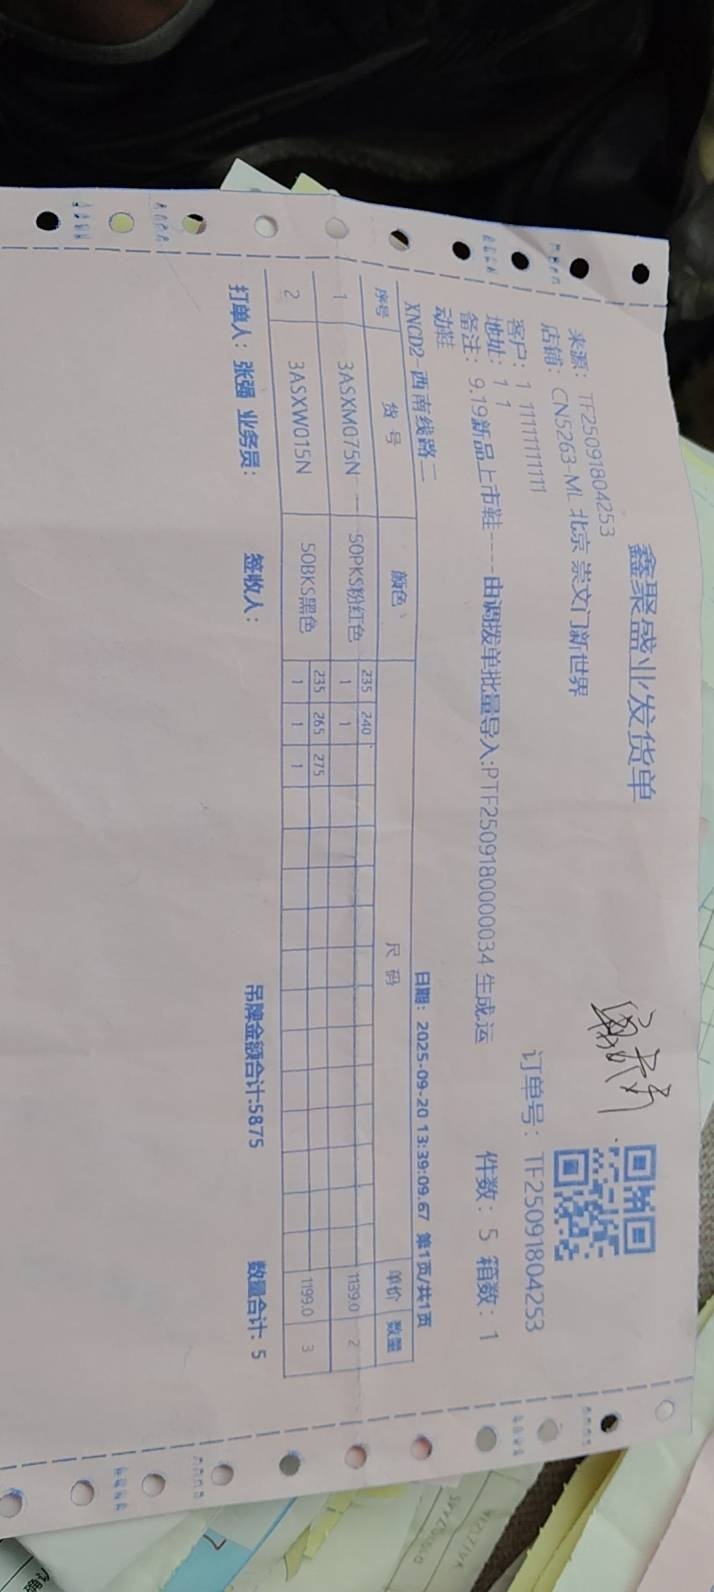 鑫聚盛业发货单
来源：TF25091804253
店铺：CN5263-ML 北京 崇文门新世界
订单号：TF25091804253
客户：1 11111111111
地址：1 1
备注：9.19新品上市鞋----由调拨单批量导入:PTF2509180000034 生成,运动鞋
件数：5 箱数：1
XNCD2-西南线路二
日期：2025-09-20 13:39:09.67 第1页/共1页
序号 货号 颜色 尺码 单价 数量
235 240
1 3ASXM075N 50PKS粉红色 1 1 1139.0 2
235 265 275
2 3ASXW015N 50BKS黑色 1 1 1 1199.0 3
打单人：张强 业务员： 签收人： 吊牌金额合计:5875 数量合计：5